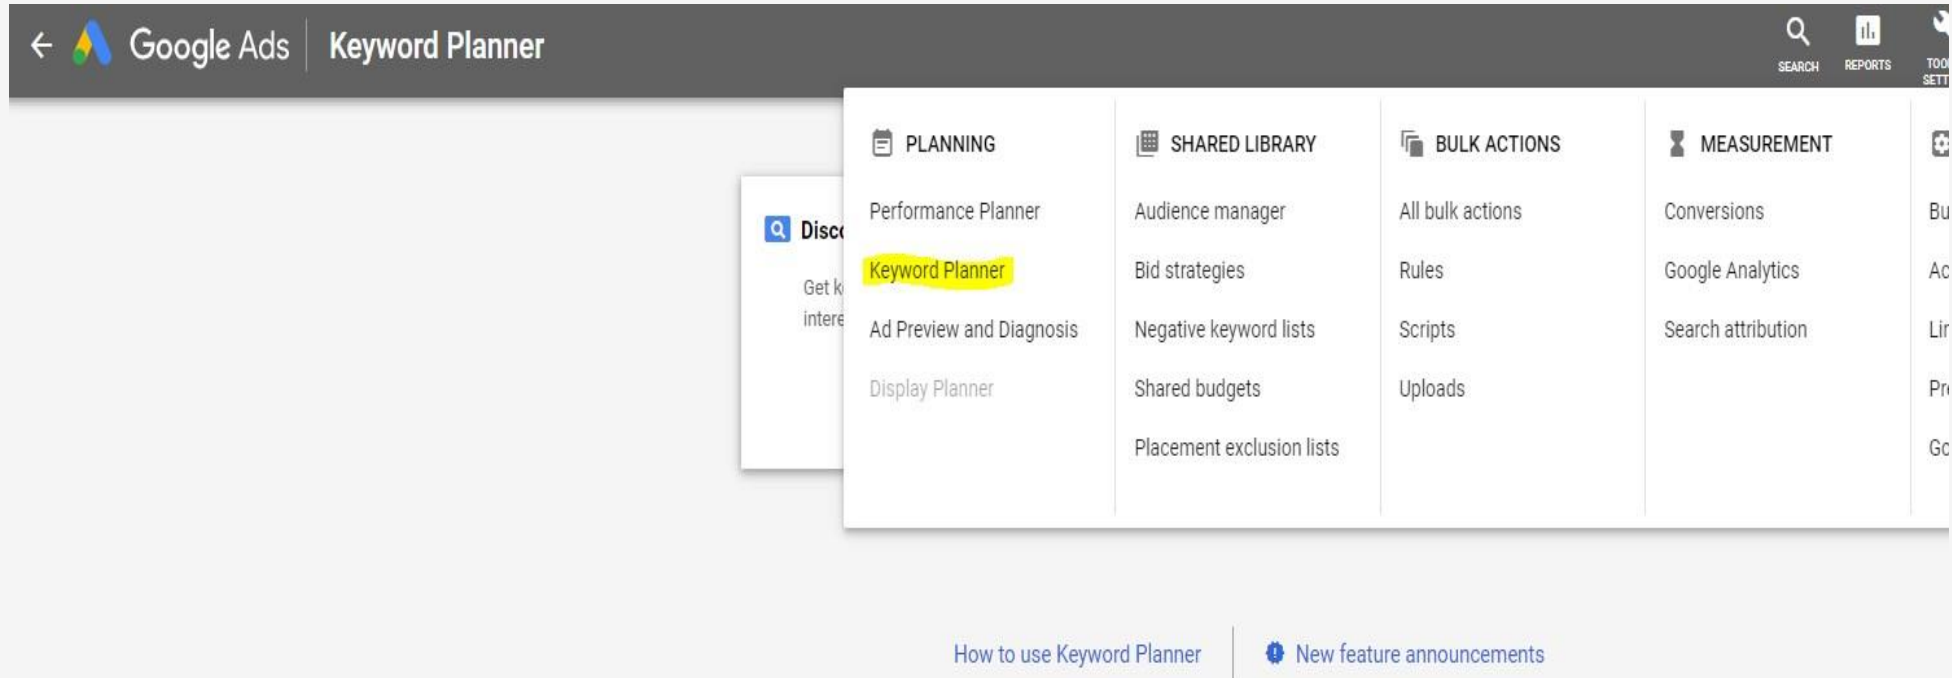 Google Ads | Keyword Planner
SEARCH
REPORTS
PLANNING
Performance Planner
Keyword Planner
Ad Preview and Diagnosis
Display Planner
SHARED LIBRARY
Audience manager
Bid strategies
Negative keyword lists
Shared budgets
Placement exclusion lists
BULK ACTIONS
All bulk actions
Rules
Scripts
Uploads
MEASUREMENT
Conversions
Google Analytics
Search attribution
Get
How to use Keyword Planner
New feature announcements